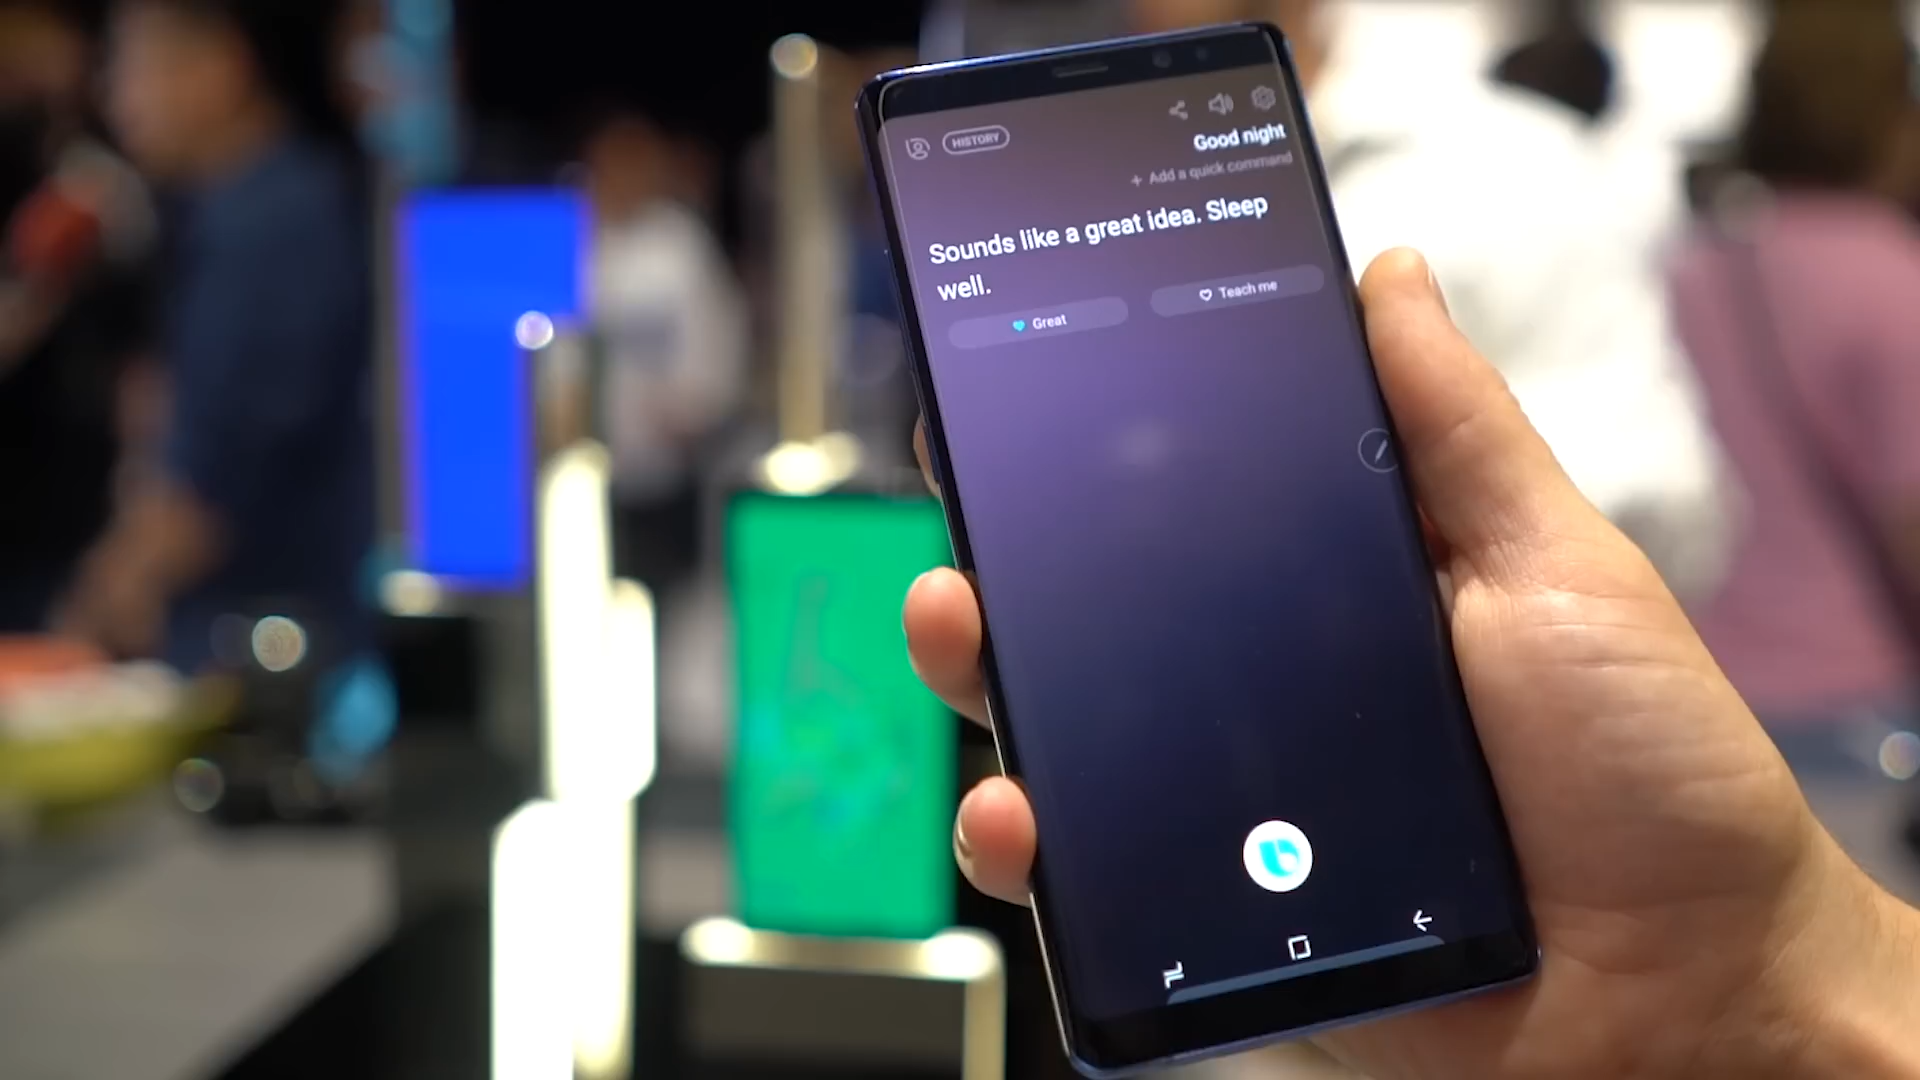 HISTORY
Good night
+ Add a quick command
Sounds like a great idea. Sleep
well.
Great
Teach me